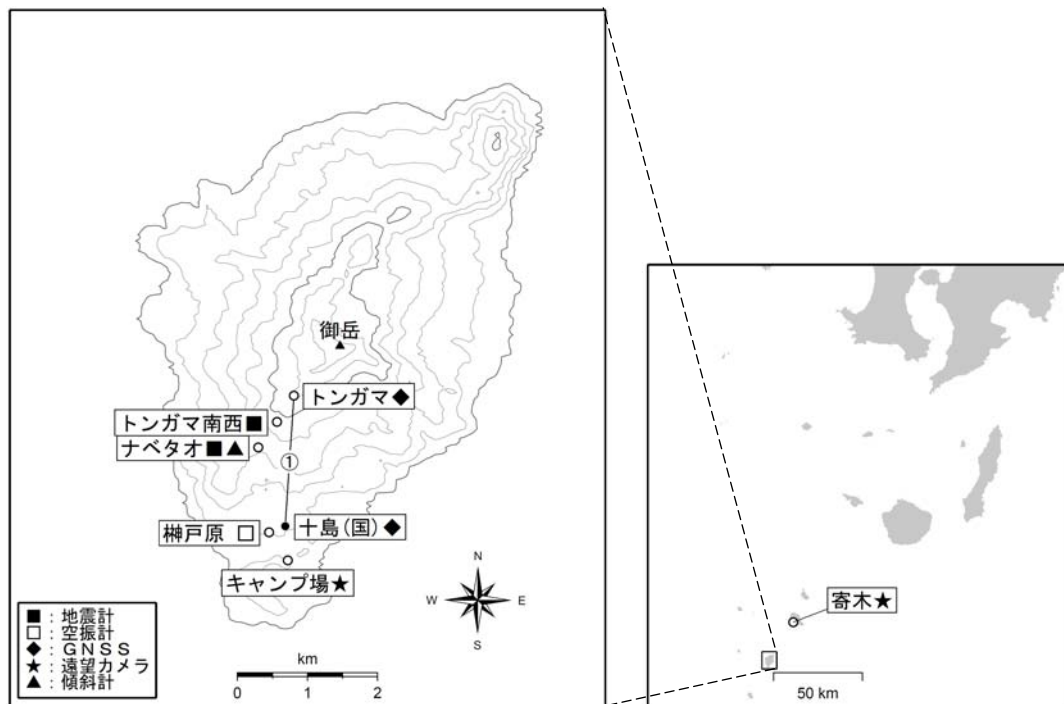 御岳
トンガマ◆
トンガマ南西■
ナベタオ■▲
①
榊戸原 □
十島(国)◆
キャンプ場★
N
W
E
S
■ : 地震計
□ : 空振計
◆ : GNSS
★ : 遠望カメラ
▲ : 傾斜計
km
0 1 2
寄木★
50 km